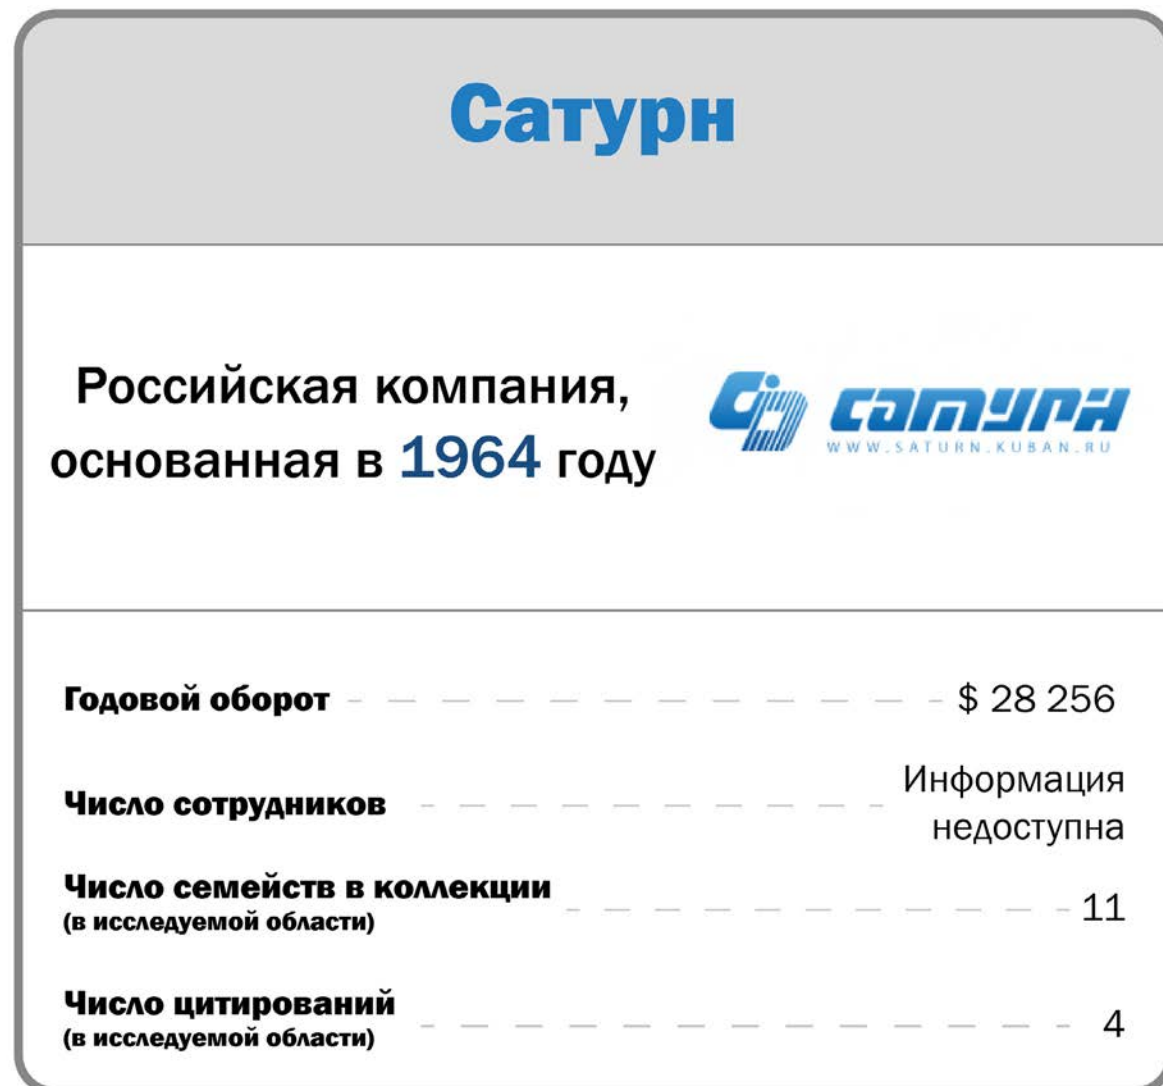 Сатурн
Российская компания,
основанная в 1964 году
сатурн
WWW.SATURN.KUBAN.RU
Годовой оборот $ 28 256
Число сотрудников Информация
недоступна
Число семейств в коллекции
(в исследуемой области) 11
Число цитирований
(в исследуемой области) 4